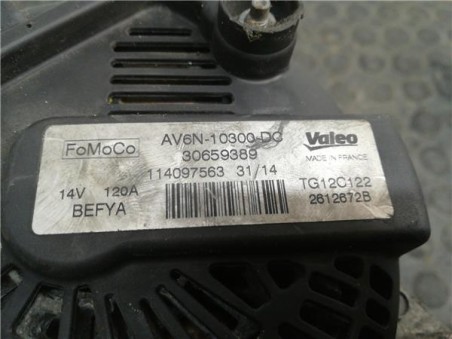 FoMoCo AV6N-10300-DC Valeo
30659389 MADE IN FRANCE
114097563 31/14
14V 120A TG12C122
BEFYA 2612672B